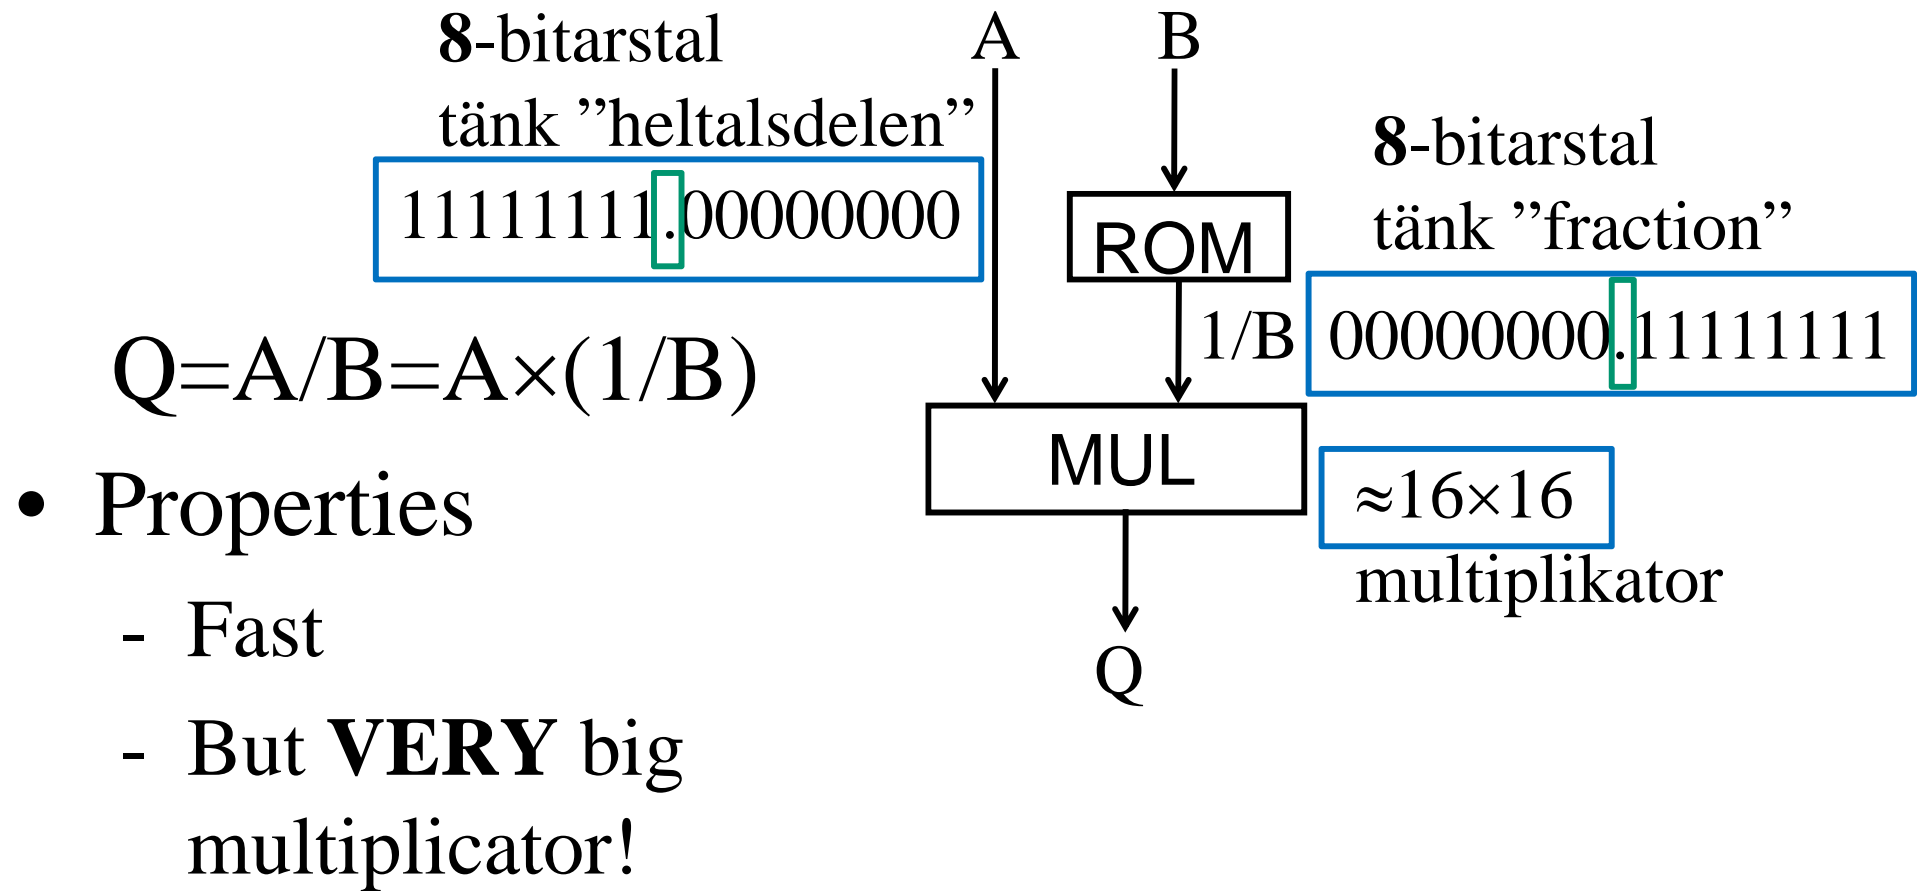 8-bitarstal
tänk ”heltalsdelen”
11111111.00000000
A
B
ROM
8-bitarstal
tänk ”fraction”
1/B
00000000.11111111
Q=A/B=A×(1/B)
MUL
≈16×16
multiplikator
Q
• Properties
- Fast
- But VERY big
multiplicator!